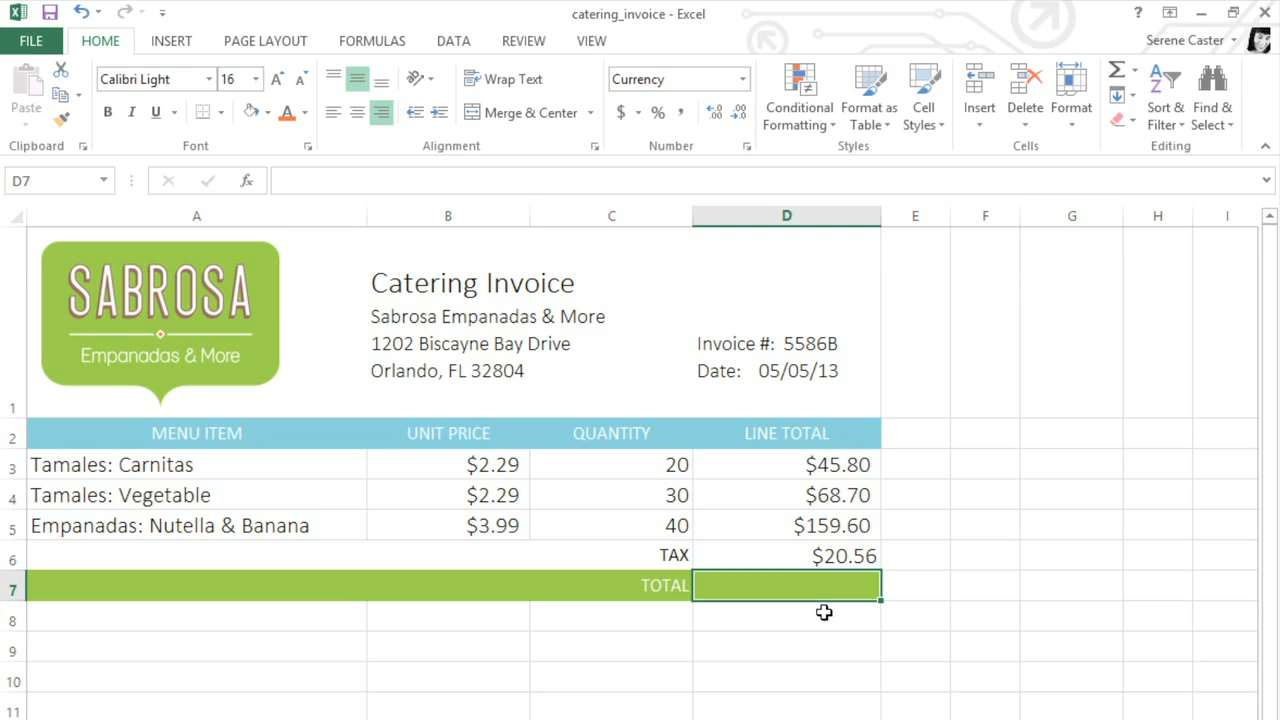 catering_invoice - Excel
?
FILE HOME INSERT PAGE LAYOUT FORMULAS DATA REVIEW VIEW Serene Caster
Paste
Calibri Light 16
B I U A
Wrap Text
Merge & Center
Currency
$ % ,
Conditional Formatting
Format as Table
Cell Styles
Insert
Delete
Format
Sort & Filter
Find & Select
Clipboard Font Alignment Number Styles Cells Editing
D7 fx
A B C D E F G H I
SABROSA
Empanadas & More
Catering Invoice
Sabrosa Empanadas & More
1202 Biscayne Bay Drive
Orlando, FL 32804
Invoice #: 5586B
Date: 05/05/13
1
2 MENU ITEM UNIT PRICE QUANTITY LINE TOTAL
3 Tamales: Carnitas $2.29 20 $45.80
4 Tamales: Vegetable $2.29 30 $68.70
5 Empanadas: Nutella & Banana $3.99 40 $159.60
6 TAX $20.56
7 TOTAL
8
9
10
11